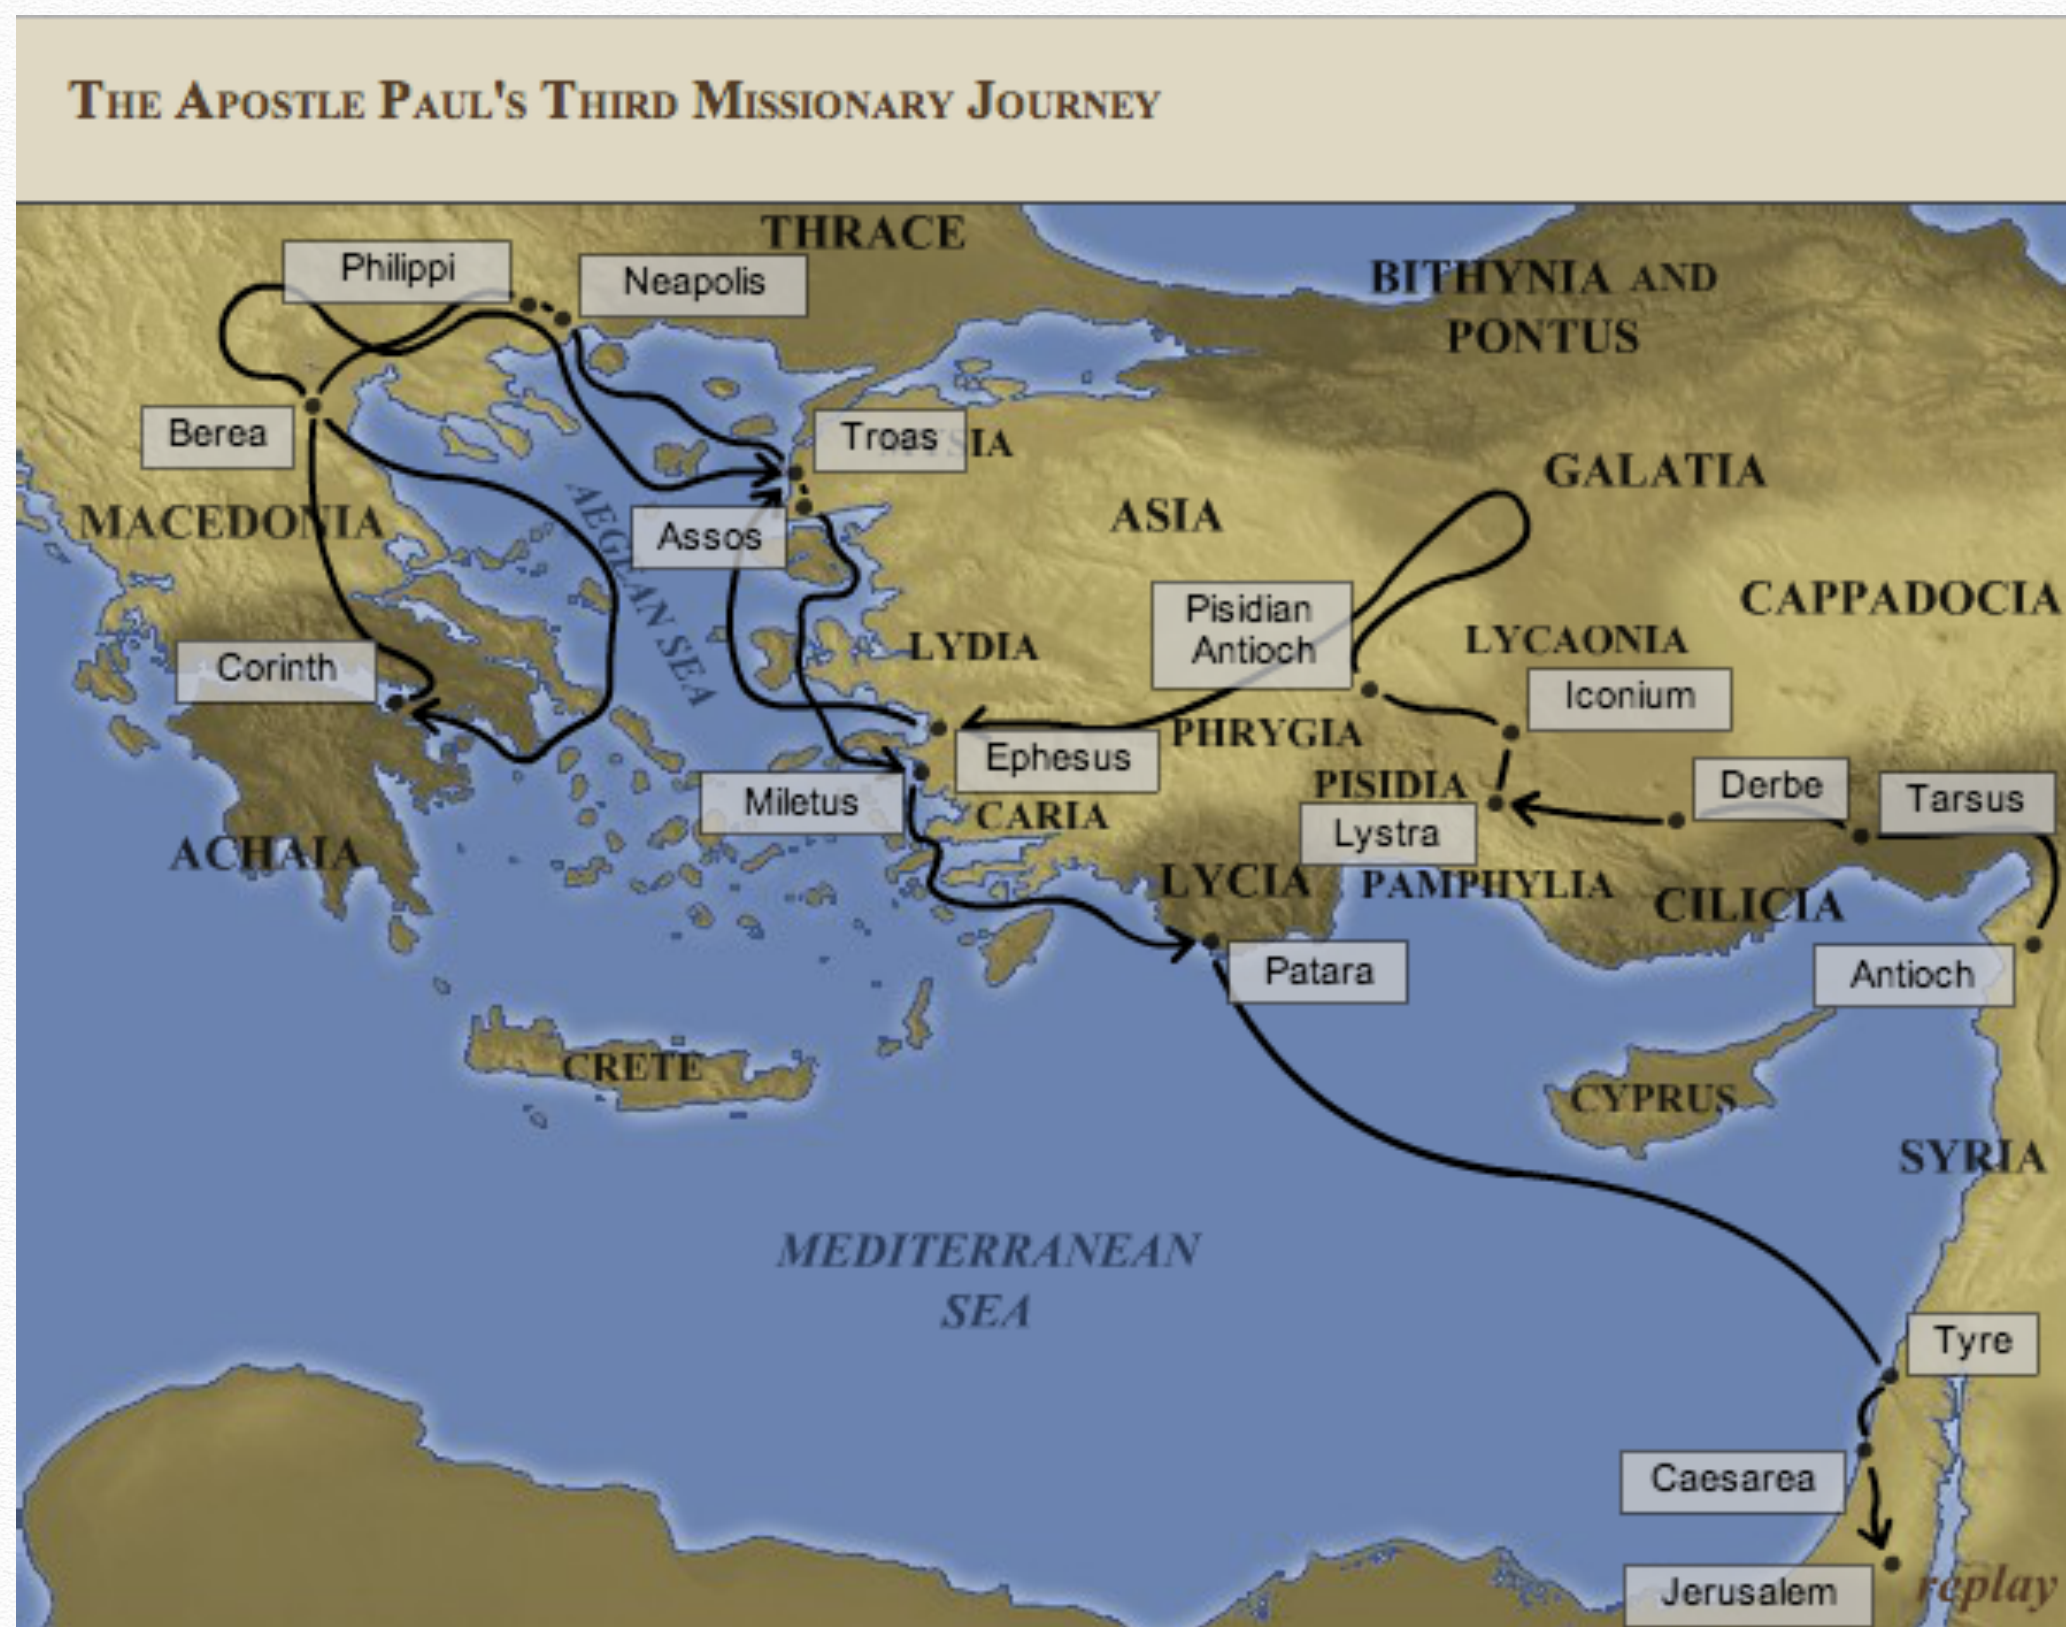 THE APOSTLE PAUL'S THIRD MISSIONARY JOURNEY
THRACE
Philippi
Neapolis
BITHYNIA AND
PONTUS
Berea
Troas
SIA
GALATIA
MACEDONIA
ASIA
Assos
AEGEAN SEA
CAPPADOCIA
Pisidian
Antioch
LYDIA
LYCAONIA
Corinth
Iconium
PHRYGIA
Ephesus
PISIDIA
Derbe
Tarsus
Miletus
CARIA
Lystra
ACHAIA
LYCIA
PAMPHYLIA
CILICIA
Patara
Antioch
CRETE
CYPRUS
SYRIA
MEDITERRANEAN
SEA
Tyre
Caesarea
Jerusalem
replay